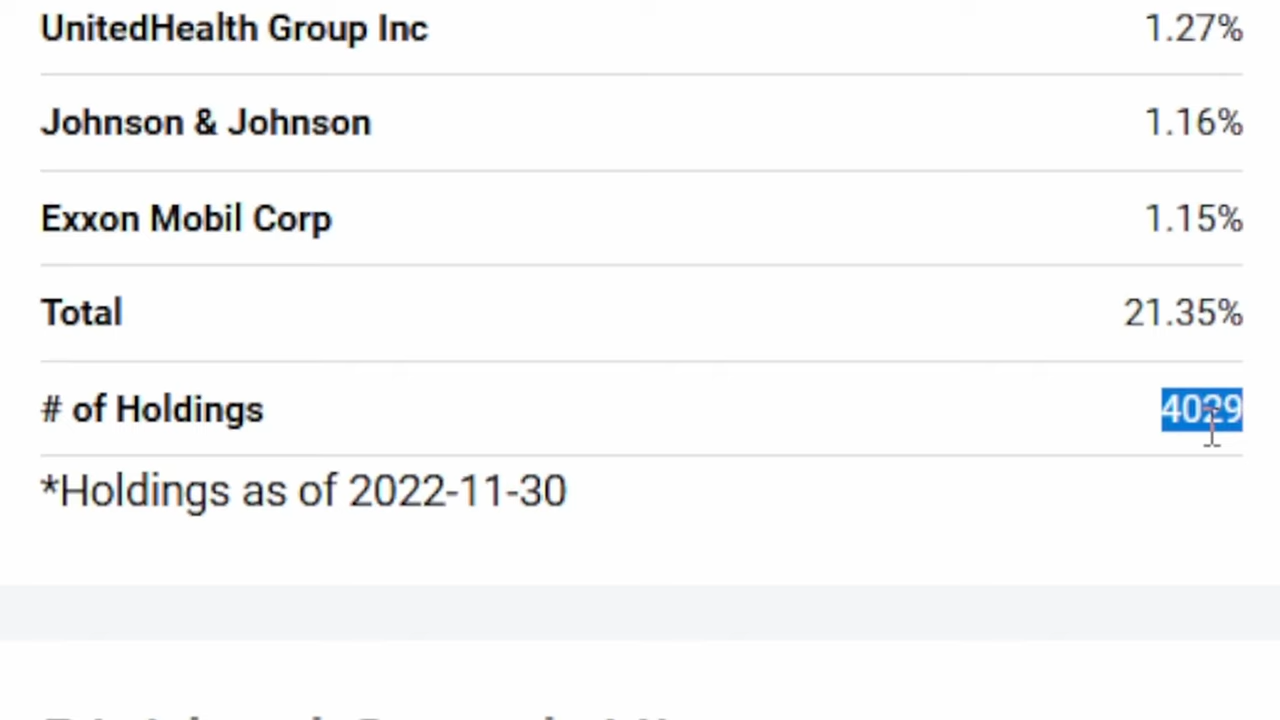 UnitedHealth Group Inc 1.27%
Johnson & Johnson 1.16%
Exxon Mobil Corp 1.15%
Total 21.35%
# of Holdings 4029
*Holdings as of 2022-11-30